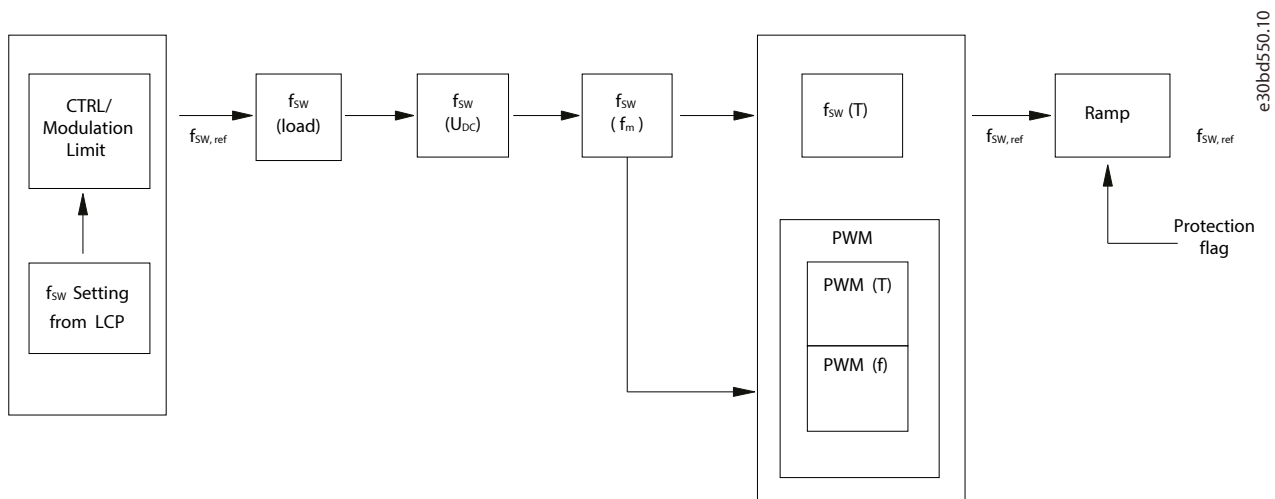 CTRL/
Modulation
Limit
fSW Setting
from LCP
fSW, ref
fSW
(load)
fSW
(UDC)
fSW
( fm )
fSW (T)
PWM
PWM (T)
PWM (f)
fSW, ref
Ramp
fSW, ref
Protection
flag
e30bd550.10